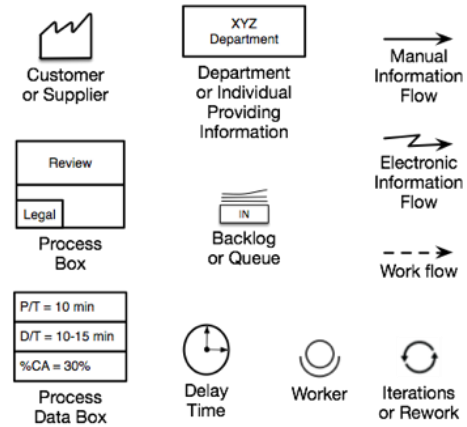 Customer
or Supplier
XYZ
Department
Department
or Individual
Providing
Information
Manual
Information
Flow
Review
Legal
Process
Box
IN
Backlog
or Queue
Electronic
Information
Flow
Work flow
P/T = 10 min
D/T = 10-15 min
%CA = 30%
Process
Data Box
Delay
Time
Worker
Iterations
or Rework